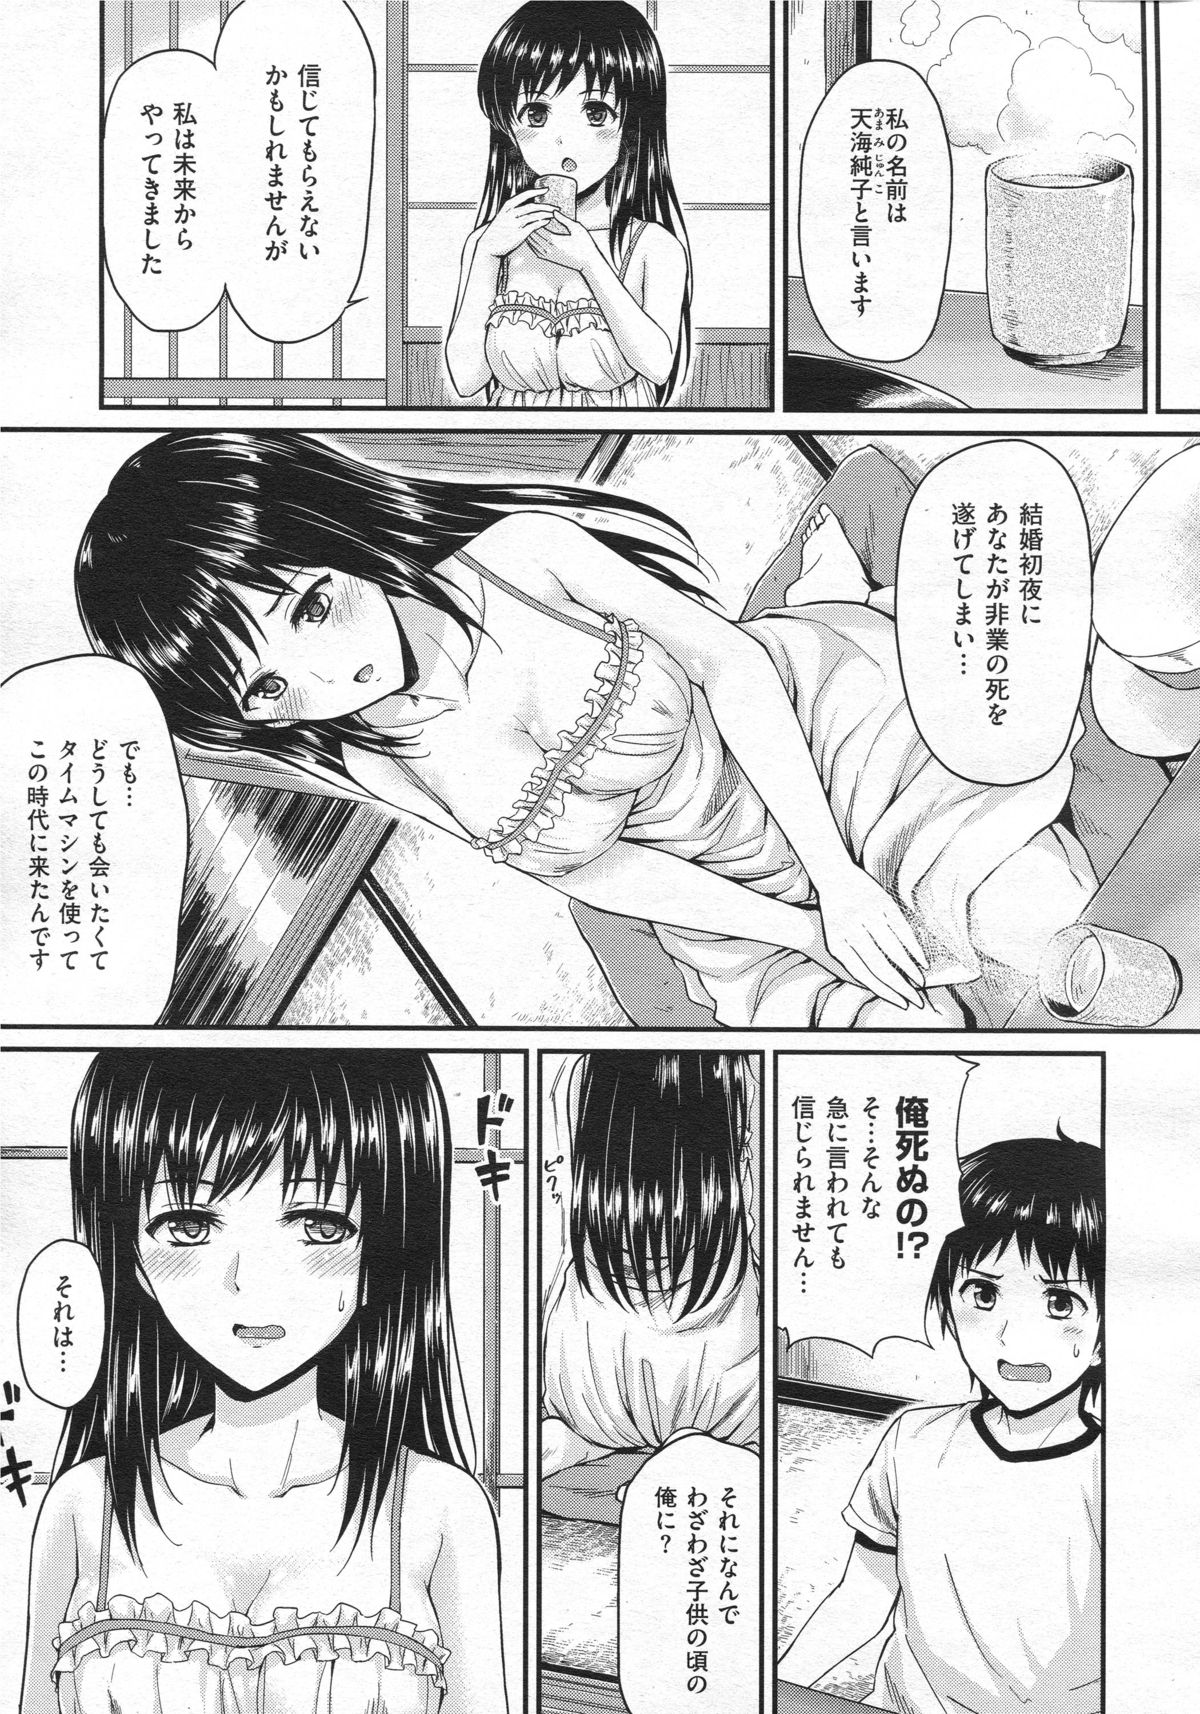 私の名前は
天海純子と言います
あまみじゅんこ
信じてもらえない
かもしれませんが
私は未来から
やってきました
結婚初夜に
あなたが非業の死を
遂げてしまい…
でも…
どうしても会いたくて
タイムマシンを使って
この時代に来たんです
俺死ぬの!?
そ…そんな
急に言われても
信じられません…
ピクッ
それになんで
わざわざ子供の頃の
俺に?
ドキ
それは…
ドキ